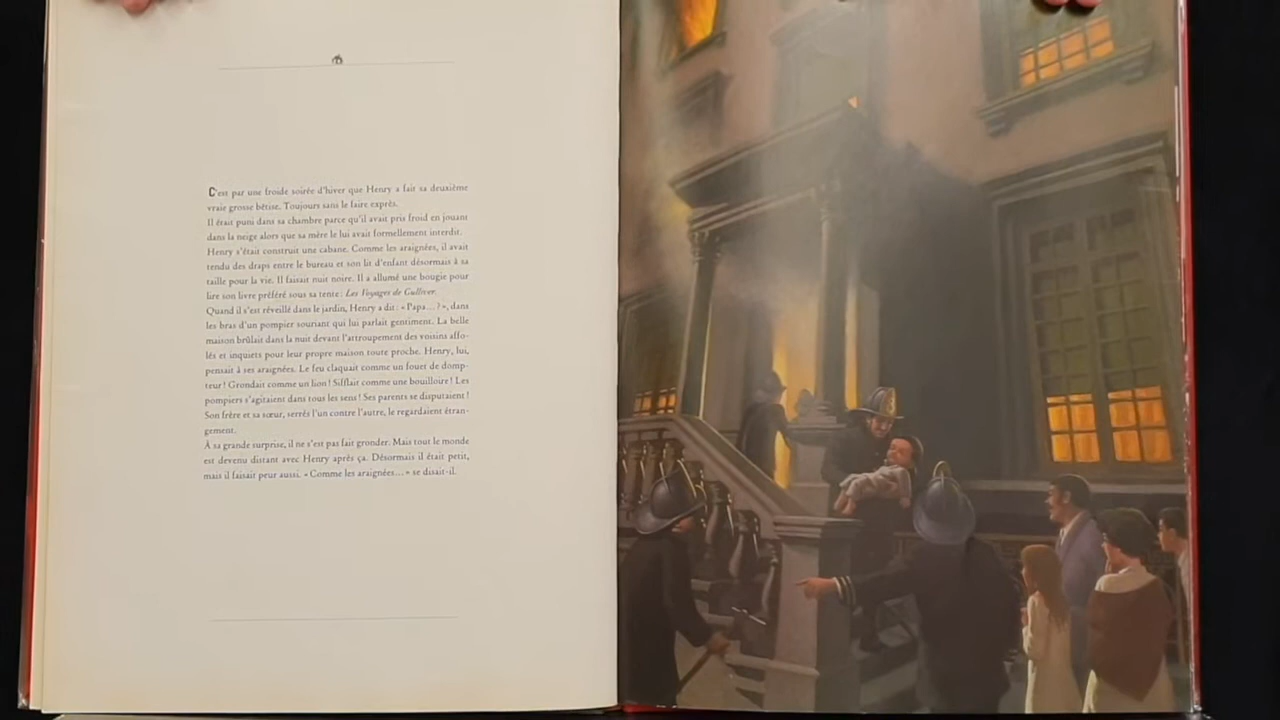 C'est par une froide soirée d'hiver que Henry a fait sa deuxième
vraie grosse bêtise. Toujours sans le faire exprès.
Il était puni dans sa chambre parce qu'il avait pris froid en jouant
dans la neige alors que sa mère le lui avait formellement interdit.
Henry s'était construit une cabane. Comme les araignées, il avait
tendu des draps entre le bureau et son lit d'enfant désormais à sa
taille pour la vie. Il faisait nuit noire. Il a allumé une bougie pour
lire son livre préféré sous sa tente : Les Voyages de Gulliver.
Quand il s'est réveillé dans le jardin, Henry a dit : « Papa... ? », dans
les bras d'un pompier souriant qui lui parlait gentiment. La belle
maison brûlait dans la nuit devant l'attroupement des voisins affo-
lés et inquiets pour leur propre maison toute proche. Henry, lui,
pensait à ses araignées. Le feu claquait comme un fouet de domp-
teur ! Grondait comme un lion ! Sifflait comme une bouilloire ! Les
pompiers s'agitaient dans tous les sens ! Ses parents se disputaient !
Son frère et sa sœur, serrés l'un contre l'autre, le regardaient étran-
gement.
À sa grande surprise, il ne s'est pas fait gronder. Mais tout le monde
est devenu distant avec Henry après ça. Désormais il était petit,
mais il faisait peur aussi. « Comme les araignées... » se disait-il.